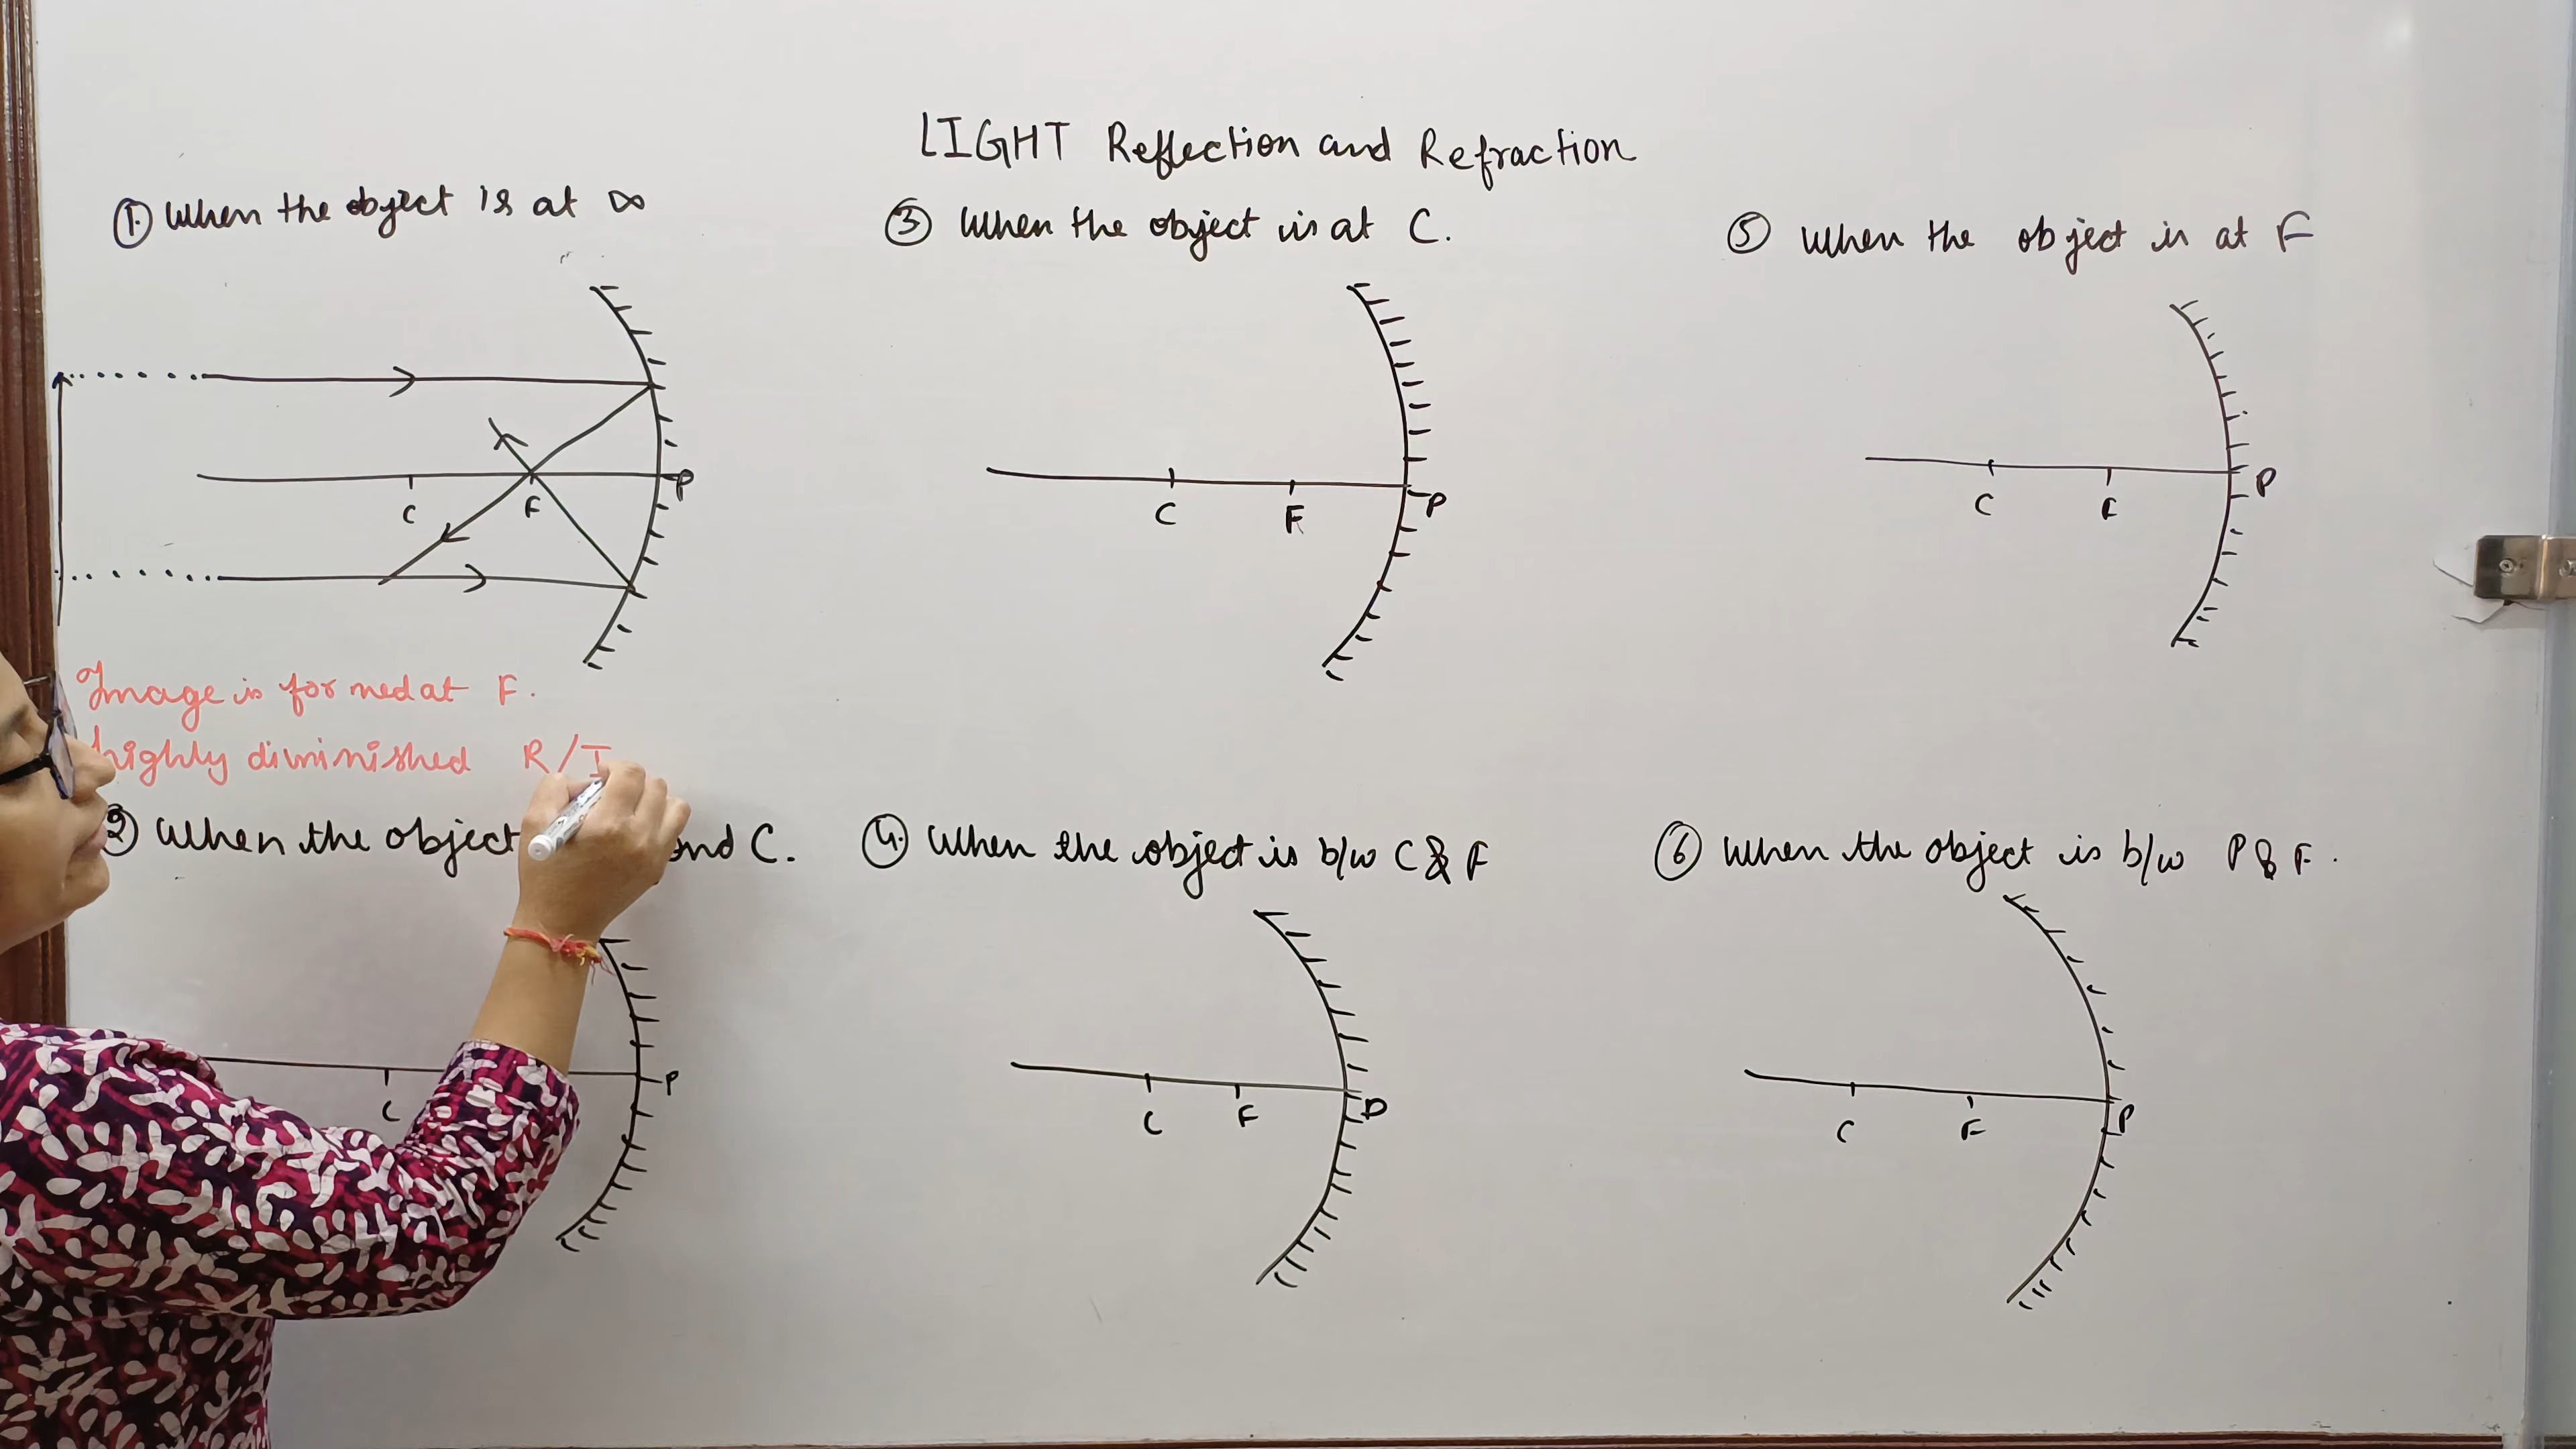 LIGHT Reflection and Refraction
① When the object is at ∞
C
F
P
Image is formed at F.
highly diminished R/I
② When the object
C.
C
P
③ When the object is at C.
C
F
P
④ When the object is b/w C & F
C
F
P
⑤ When the object is at F
C
F
P
⑥ When the object is b/w P & F.
C
F
P